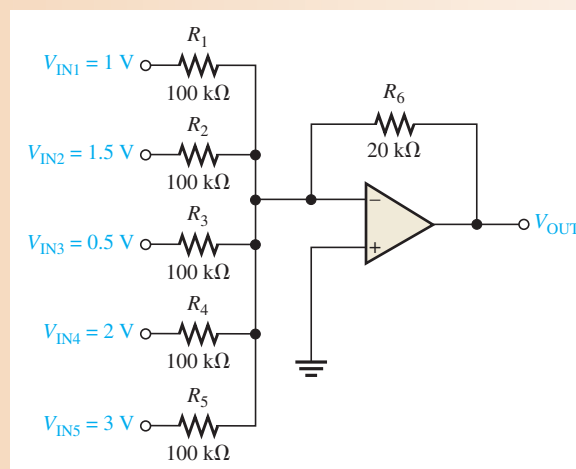 R1
VIN1 = 1 V
100 kΩ
R2
VIN2 = 1.5 V
100 kΩ
R3
VIN3 = 0.5 V
100 kΩ
R4
VIN4 = 2 V
100 kΩ
R5
VIN5 = 3 V
100 kΩ
R6
20 kΩ
−
+
VOUT